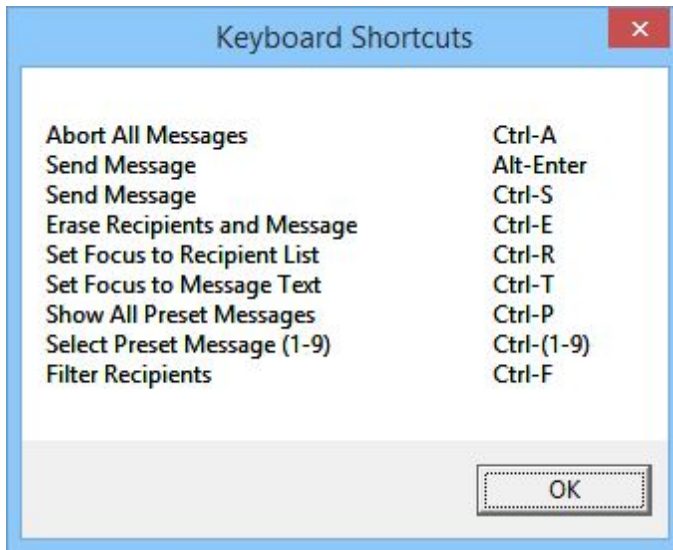 Keyboard Shortcuts
Abort All Messages Ctrl-A
Send Message Alt-Enter
Send Message Ctrl-S
Erase Recipients and Message Ctrl-E
Set Focus to Recipient List Ctrl-R
Set Focus to Message Text Ctrl-T
Show All Preset Messages Ctrl-P
Select Preset Message (1-9) Ctrl-(1-9)
Filter Recipients Ctrl-F
OK